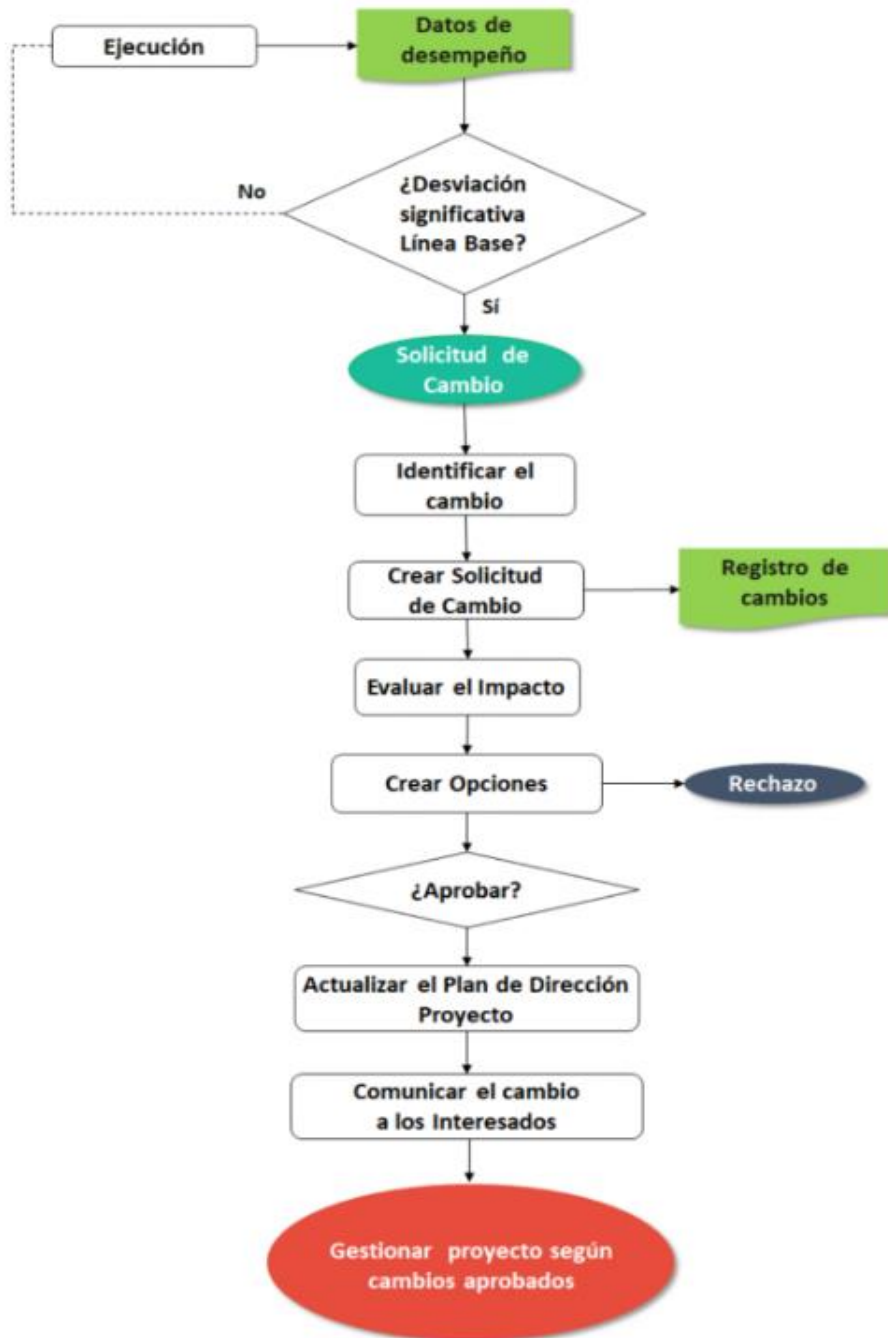 Ejecución
Datos de
desempeño
¿Desviación
significativa
Línea Base?
No
Sí
Solicitud de
Cambio
Identificar el
cambio
Crear Solicitud
de Cambio
Registro de
cambios
Evaluar el Impacto
Crear Opciones
Rechazo
¿Aprobar?
Actualizar el Plan de Dirección
Proyecto
Comunicar el cambio
a los Interesados
Gestionar proyecto según
cambios aprobados